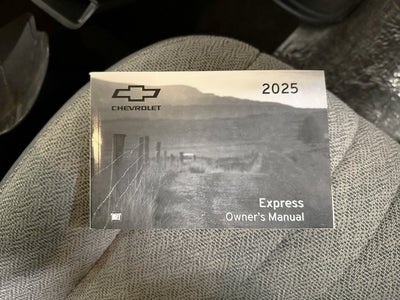 2025
CHEVROLET
Express
Owner's Manual